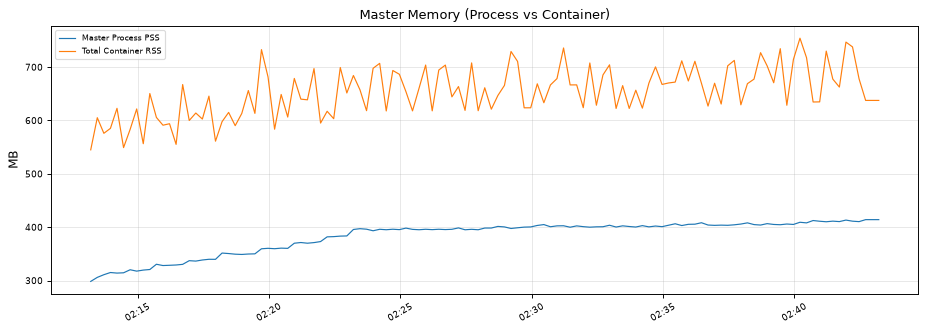 Master Memory (Process vs Container)
Master Process PSS
Total Container RSS
MB
700
600
500
400
300
02:15
02:20
02:25
02:30
02:35
02:40